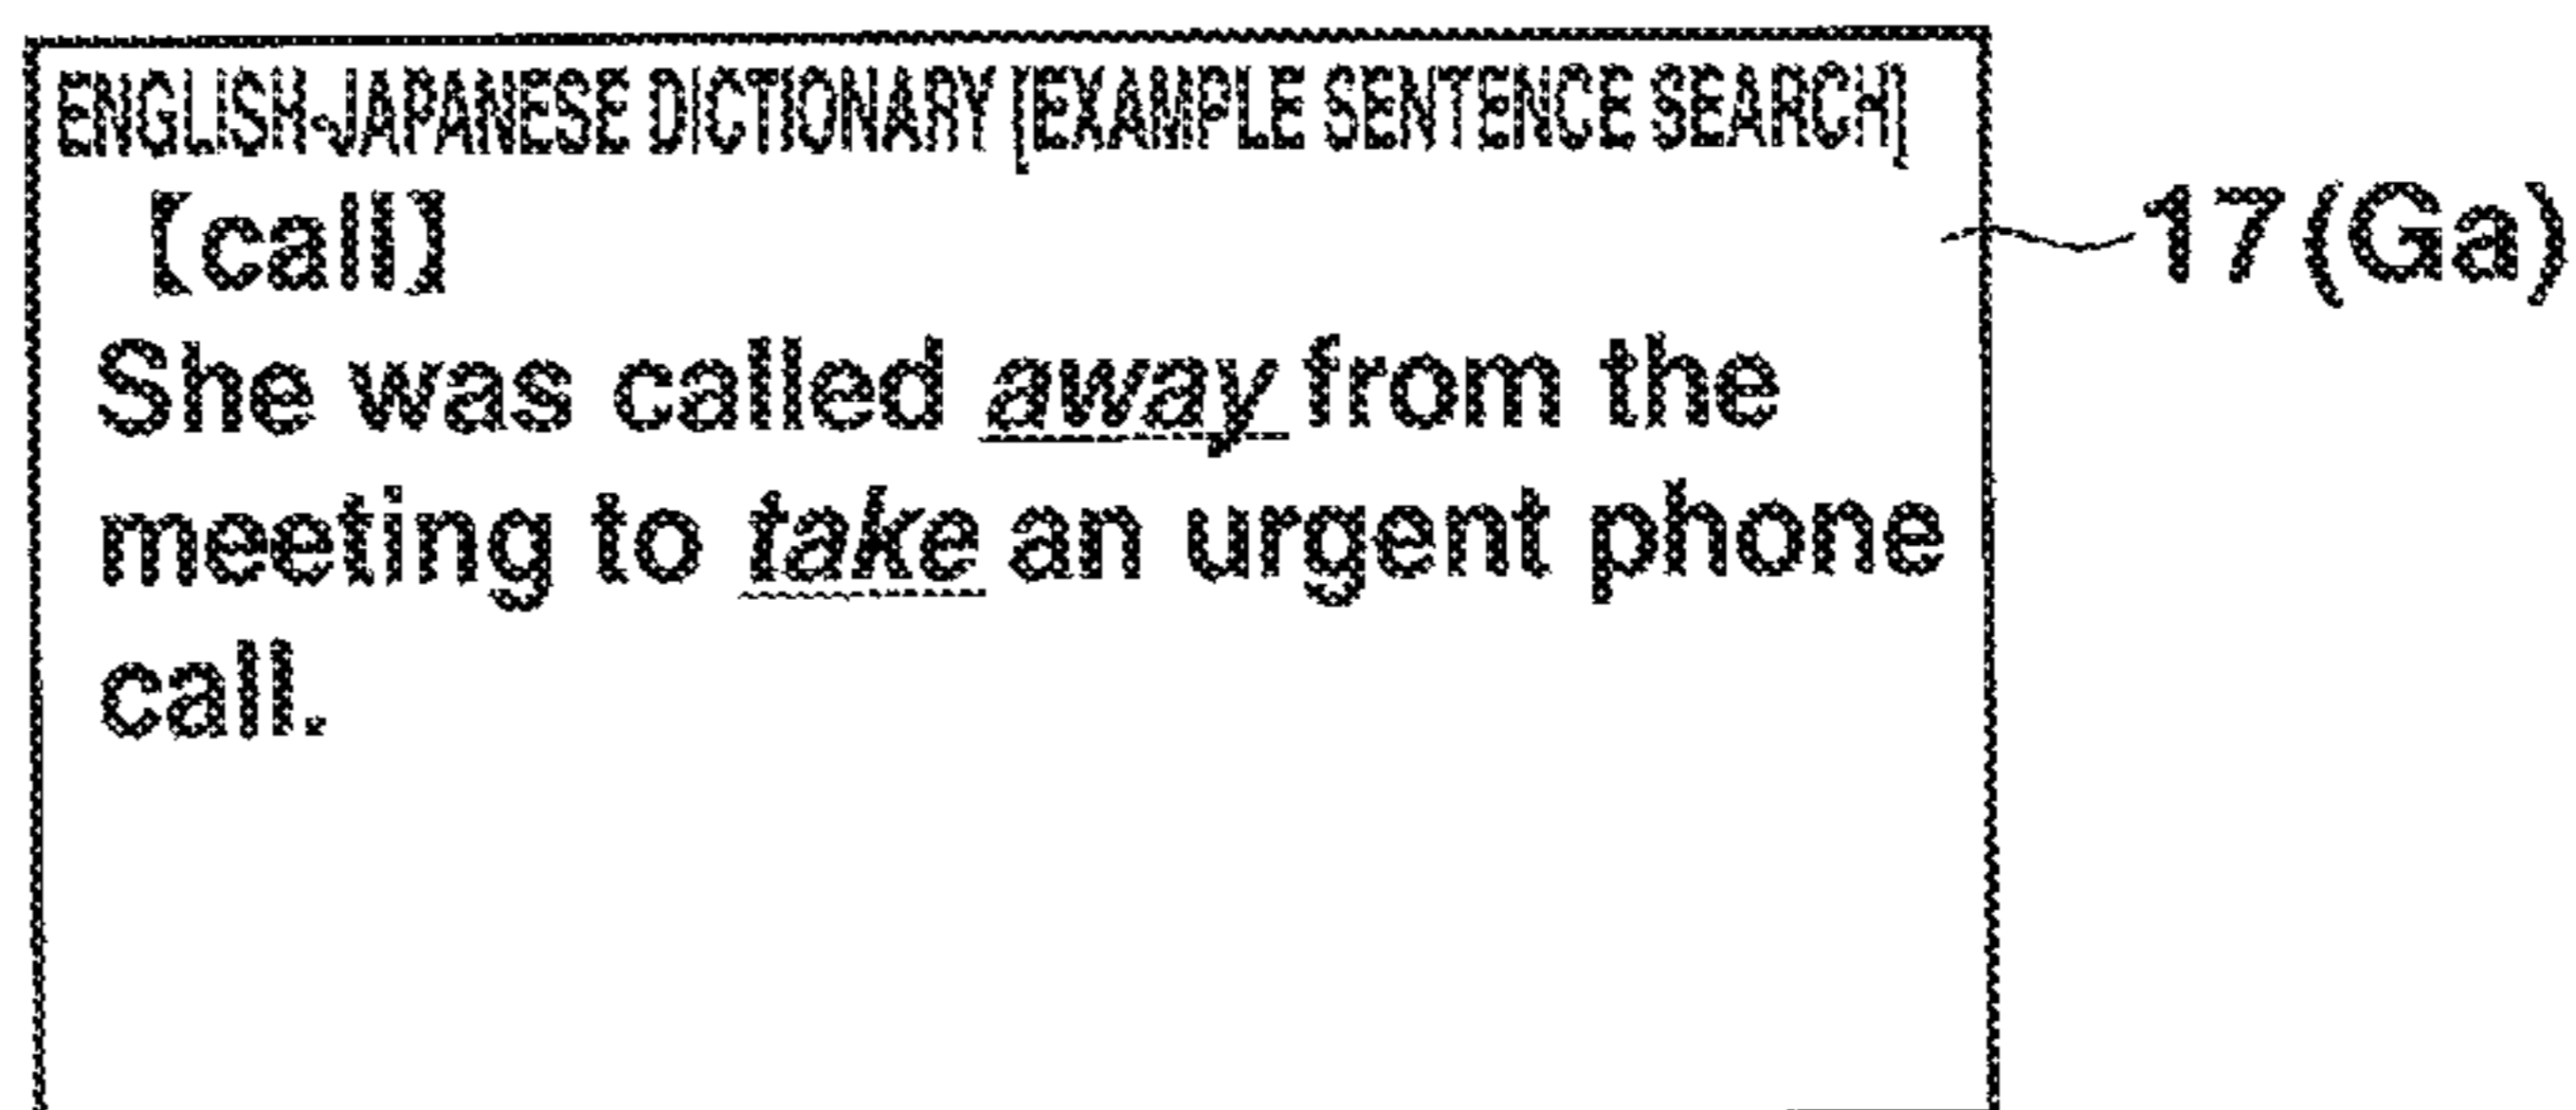 ENGLISH-JAPANESE DICTIONARY [EXAMPLE SENTENCE SEARCH]
【call】
17(Ga)
She was called away from the
meeting to take an urgent phone
call.